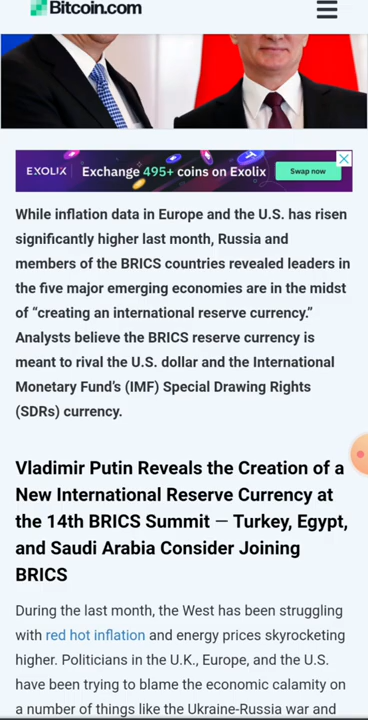 Bitcoin.com
EXOLIX Exchange 495+ coins on Exolix Swap now
While inflation data in Europe and the U.S. has risen
significantly higher last month, Russia and
members of the BRICS countries revealed leaders in
the five major emerging economies are in the midst
of “creating an international reserve currency.”
Analysts believe the BRICS reserve currency is
meant to rival the U.S. dollar and the International
Monetary Fund’s (IMF) Special Drawing Rights
(SDRs) currency.
Vladimir Putin Reveals the Creation of a
New International Reserve Currency at
the 14th BRICS Summit — Turkey, Egypt,
and Saudi Arabia Consider Joining
BRICS
During the last month, the West has been struggling
with red hot inflation and energy prices skyrocketing
higher. Politicians in the U.K., Europe, and the U.S.
have been trying to blame the economic calamity on
a number of things like the Ukraine-Russia war and